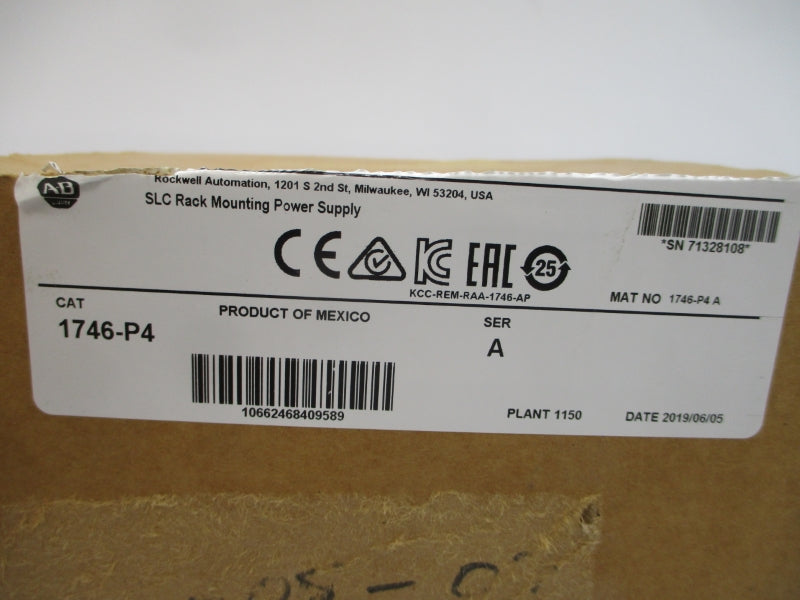 A-B
Rockwell Automation, 1201 S 2nd St, Milwaukee, WI 53204, USA
SLC Rack Mounting Power Supply
*SN 71328108*
CE KC EAC 25
KCC-REM-RAA-1746-AP
MAT NO 1746-P4 A
CAT
1746-P4
PRODUCT OF MEXICO
SER
A
10662468409589
PLANT 1150
DATE 2019/06/05